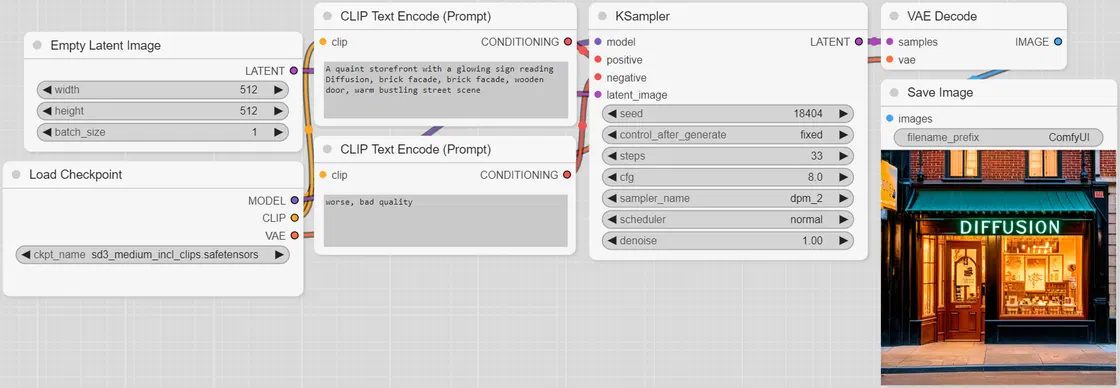 Empty Latent Image
LATENT
width 512
height 512
batch_size 1
Load Checkpoint
MODEL
CLIP
VAE
ckpt_name sd3_medium_incl_clips.safetensors
CLIP Text Encode (Prompt)
clip CONDITIONING
A quaint storefront with a glowing sign reading
Diffusion, brick facade, brick facade, wooden
door, warm bustling street scene
CLIP Text Encode (Prompt)
clip CONDITIONING
worse, bad quality
KSampler
model LATENT
positive
negative
latent_image
seed 18404
control_after_generate fixed
steps 33
cfg 8.0
sampler_name dpm_2
scheduler normal
denoise 1.00
VAE Decode
samples IMAGE
vae
Save Image
images
filename_prefix ComfyUI
DIFFUSION